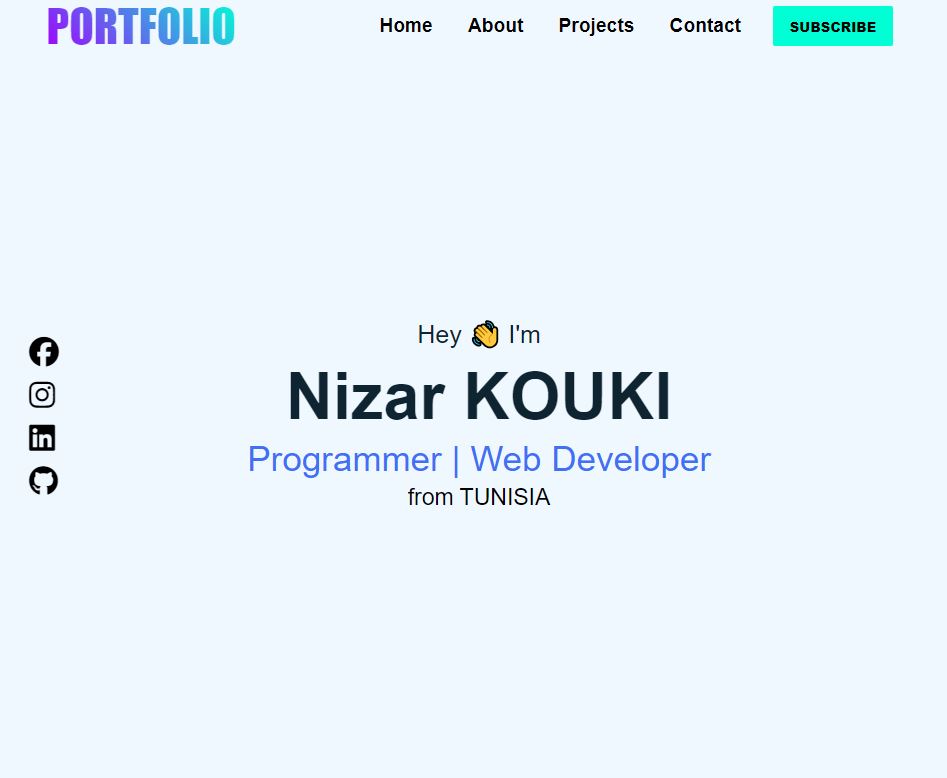 PORTFOLIO
Home About Projects Contact SUBSCRIBE
Hey 👋 I'm
Nizar KOUKI
Programmer | Web Developer
from TUNISIA